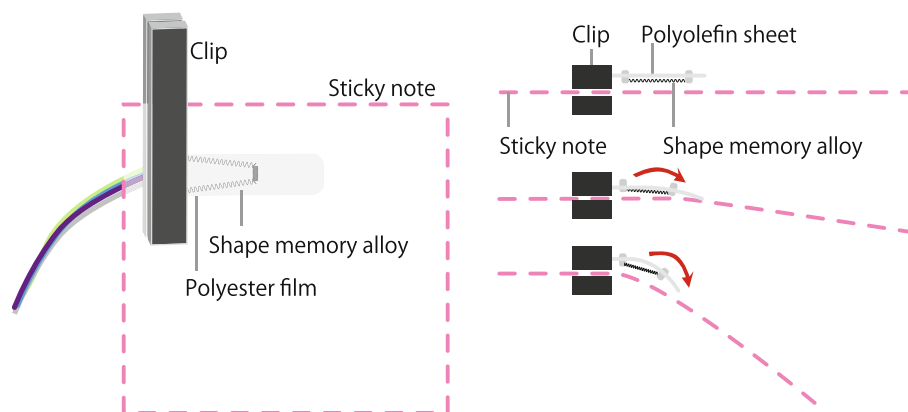 Clip
Sticky note
Shape memory alloy
Polyester film
Clip
Polyolefin sheet
Sticky note
Shape memory alloy